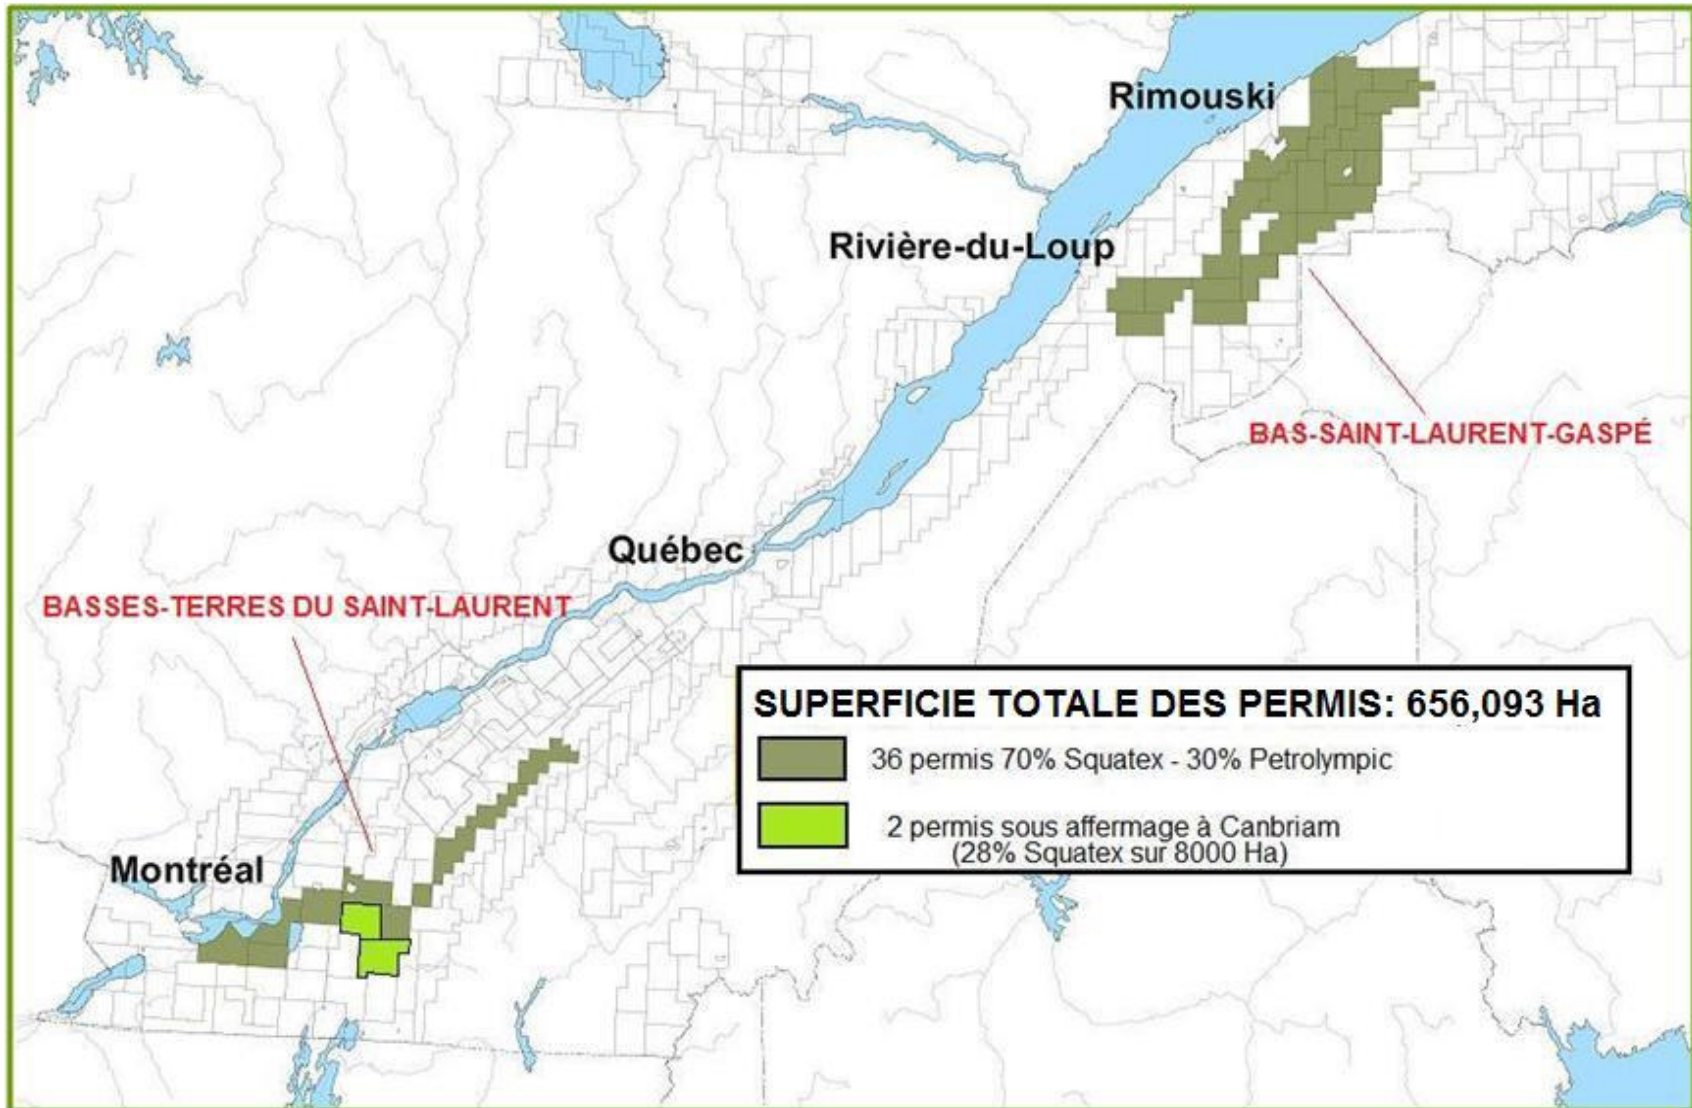 Rimouski
Rivière-du-Loup
BAS-SAINT-LAURENT-GASPÉ
Québec
BASSES-TERRES DU SAINT-LAURENT
SUPERFICIE TOTALE DES PERMIS: 656,093 Ha
36 permis 70% Squatex - 30% Petrolympic
2 permis sous affermage à Canbriam
(28% Squatex sur 8000 Ha)
Montréal